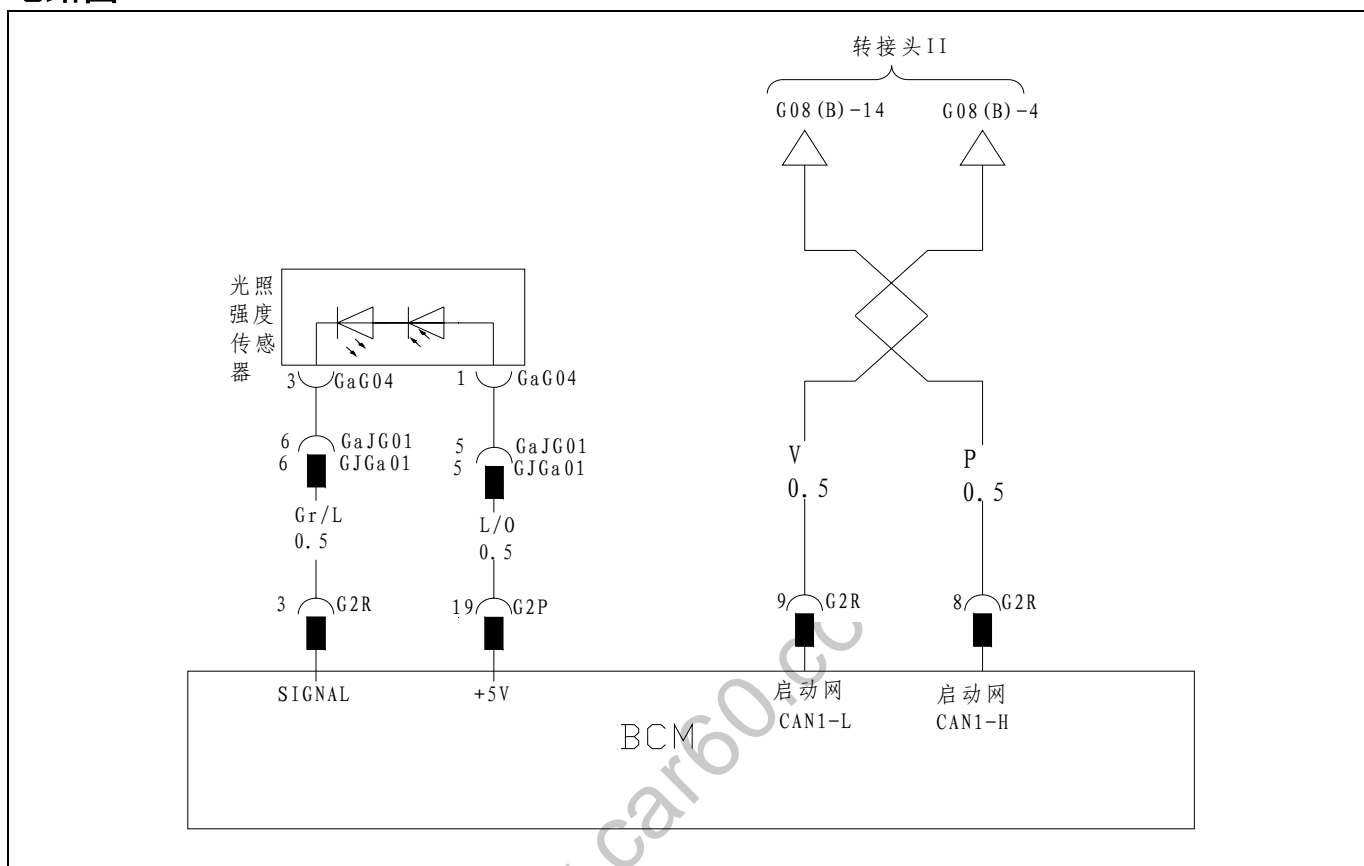 转接头II
G08(B)-14 G08(B)-4
光照
强度
传感
器
3 GaG04 1 GaG04
6 GaJG01 5 GaJG01
6 GJGa01 5 GJGa01
V P
0.5 0.5
Gr/L L/O
0.5 0.5
3 G2R 19 G2P 9 G2R 8 G2R
SIGNAL +5V 启动网 启动网
CAN1-L CAN1-H
BCM
car60.cc